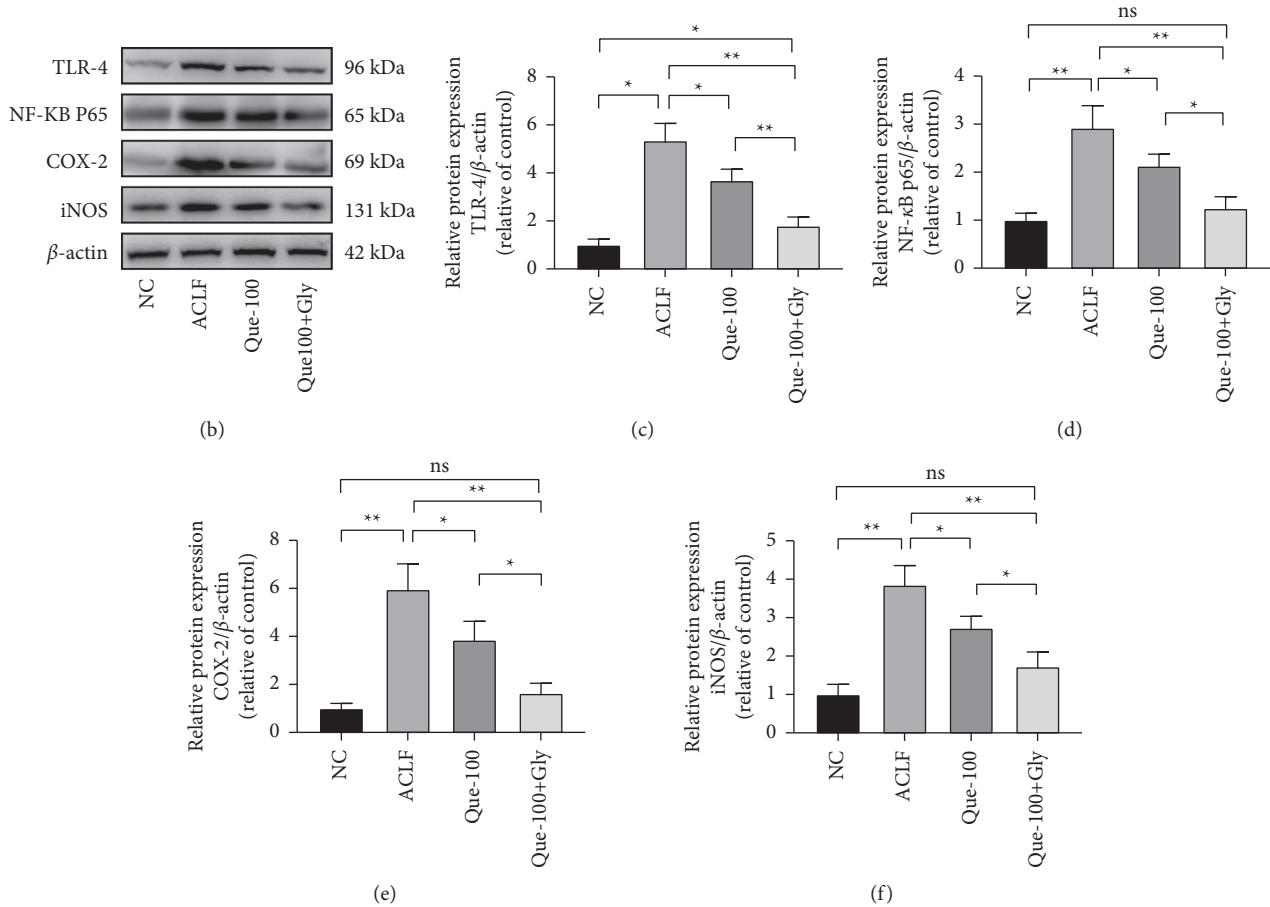 TLR-4
96 kDa
NF-KB P65
65 kDa
COX-2
69 kDa
iNOS
131 kDa
β-actin
42 kDa
NC
ACLF
Que-100
Que100+Gly
(b)
Relative protein expression
TLR-4/β-actin
(relative of control)
8
6
4
2
0
*
**
*
*
**
NC
ACLF
Que-100
Que-100+Gly
(c)
Relative protein expression
NF-κB p65/β-actin
(relative of control)
4
3
2
1
0
ns
**
**
*
*
NC
ACLF
Que-100
Que-100+Gly
(d)
Relative protein expression
COX-2/β-actin
(relative of control)
8
6
4
2
0
ns
**
**
*
*
NC
ACLF
Que-100
Que-100+Gly
(e)
Relative protein expression
iNOS/β-actin
(relative of control)
5
4
3
2
1
0
ns
**
**
*
*
NC
ACLF
Que-100
Que-100+Gly
(f)